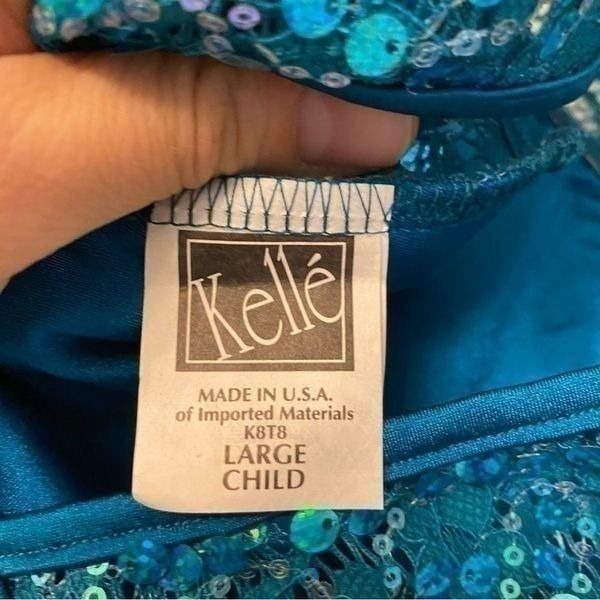 Kellé
MADE IN U.S.A.
of Imported Materials
K8T8
LARGE
CHILD